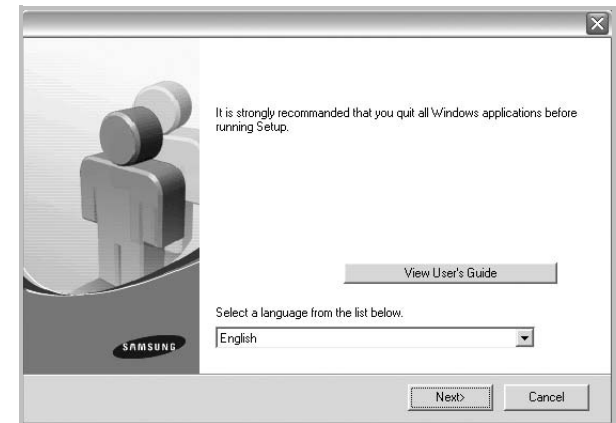 It is strongly recommanded that you quit all Windows applications before
running Setup.
View User's Guide
Select a language from the list below.
English
SAMSUNG
Next>
Cancel